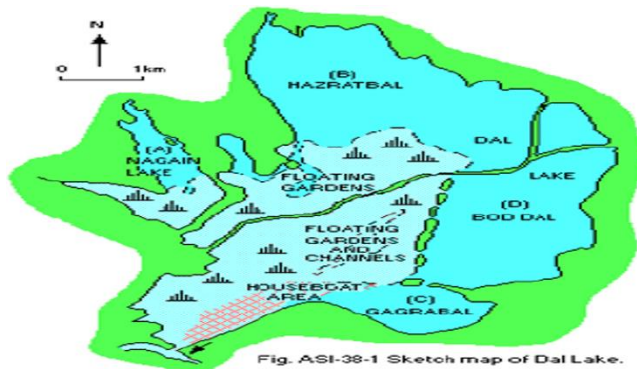 N
0 1km
(B)
HAZRATBAL
(A)
NAGAIN
LAKE
DAL
LAKE
FLOATING
GARDENS
(D)
BOD DAL
FLOATING
GARDENS
AND
CHANNELS
HOUSEBOAT
AREA
(C)
GAGRABAL
Fig. ASI-38-1 Sketch map of Dal Lake.